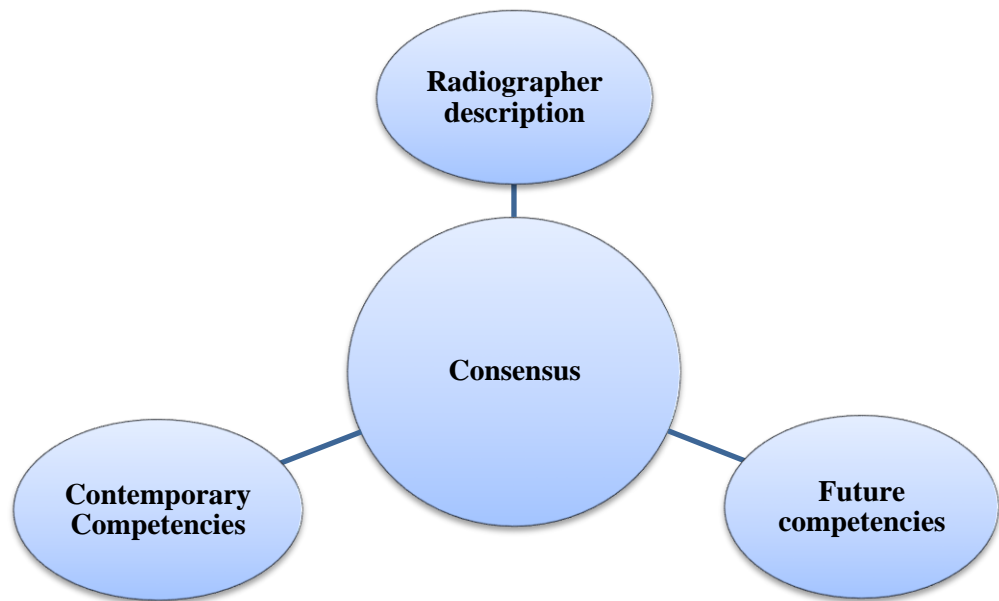 Radiographer
description
Consensus
Contemporary
Competencies
Future
competencies